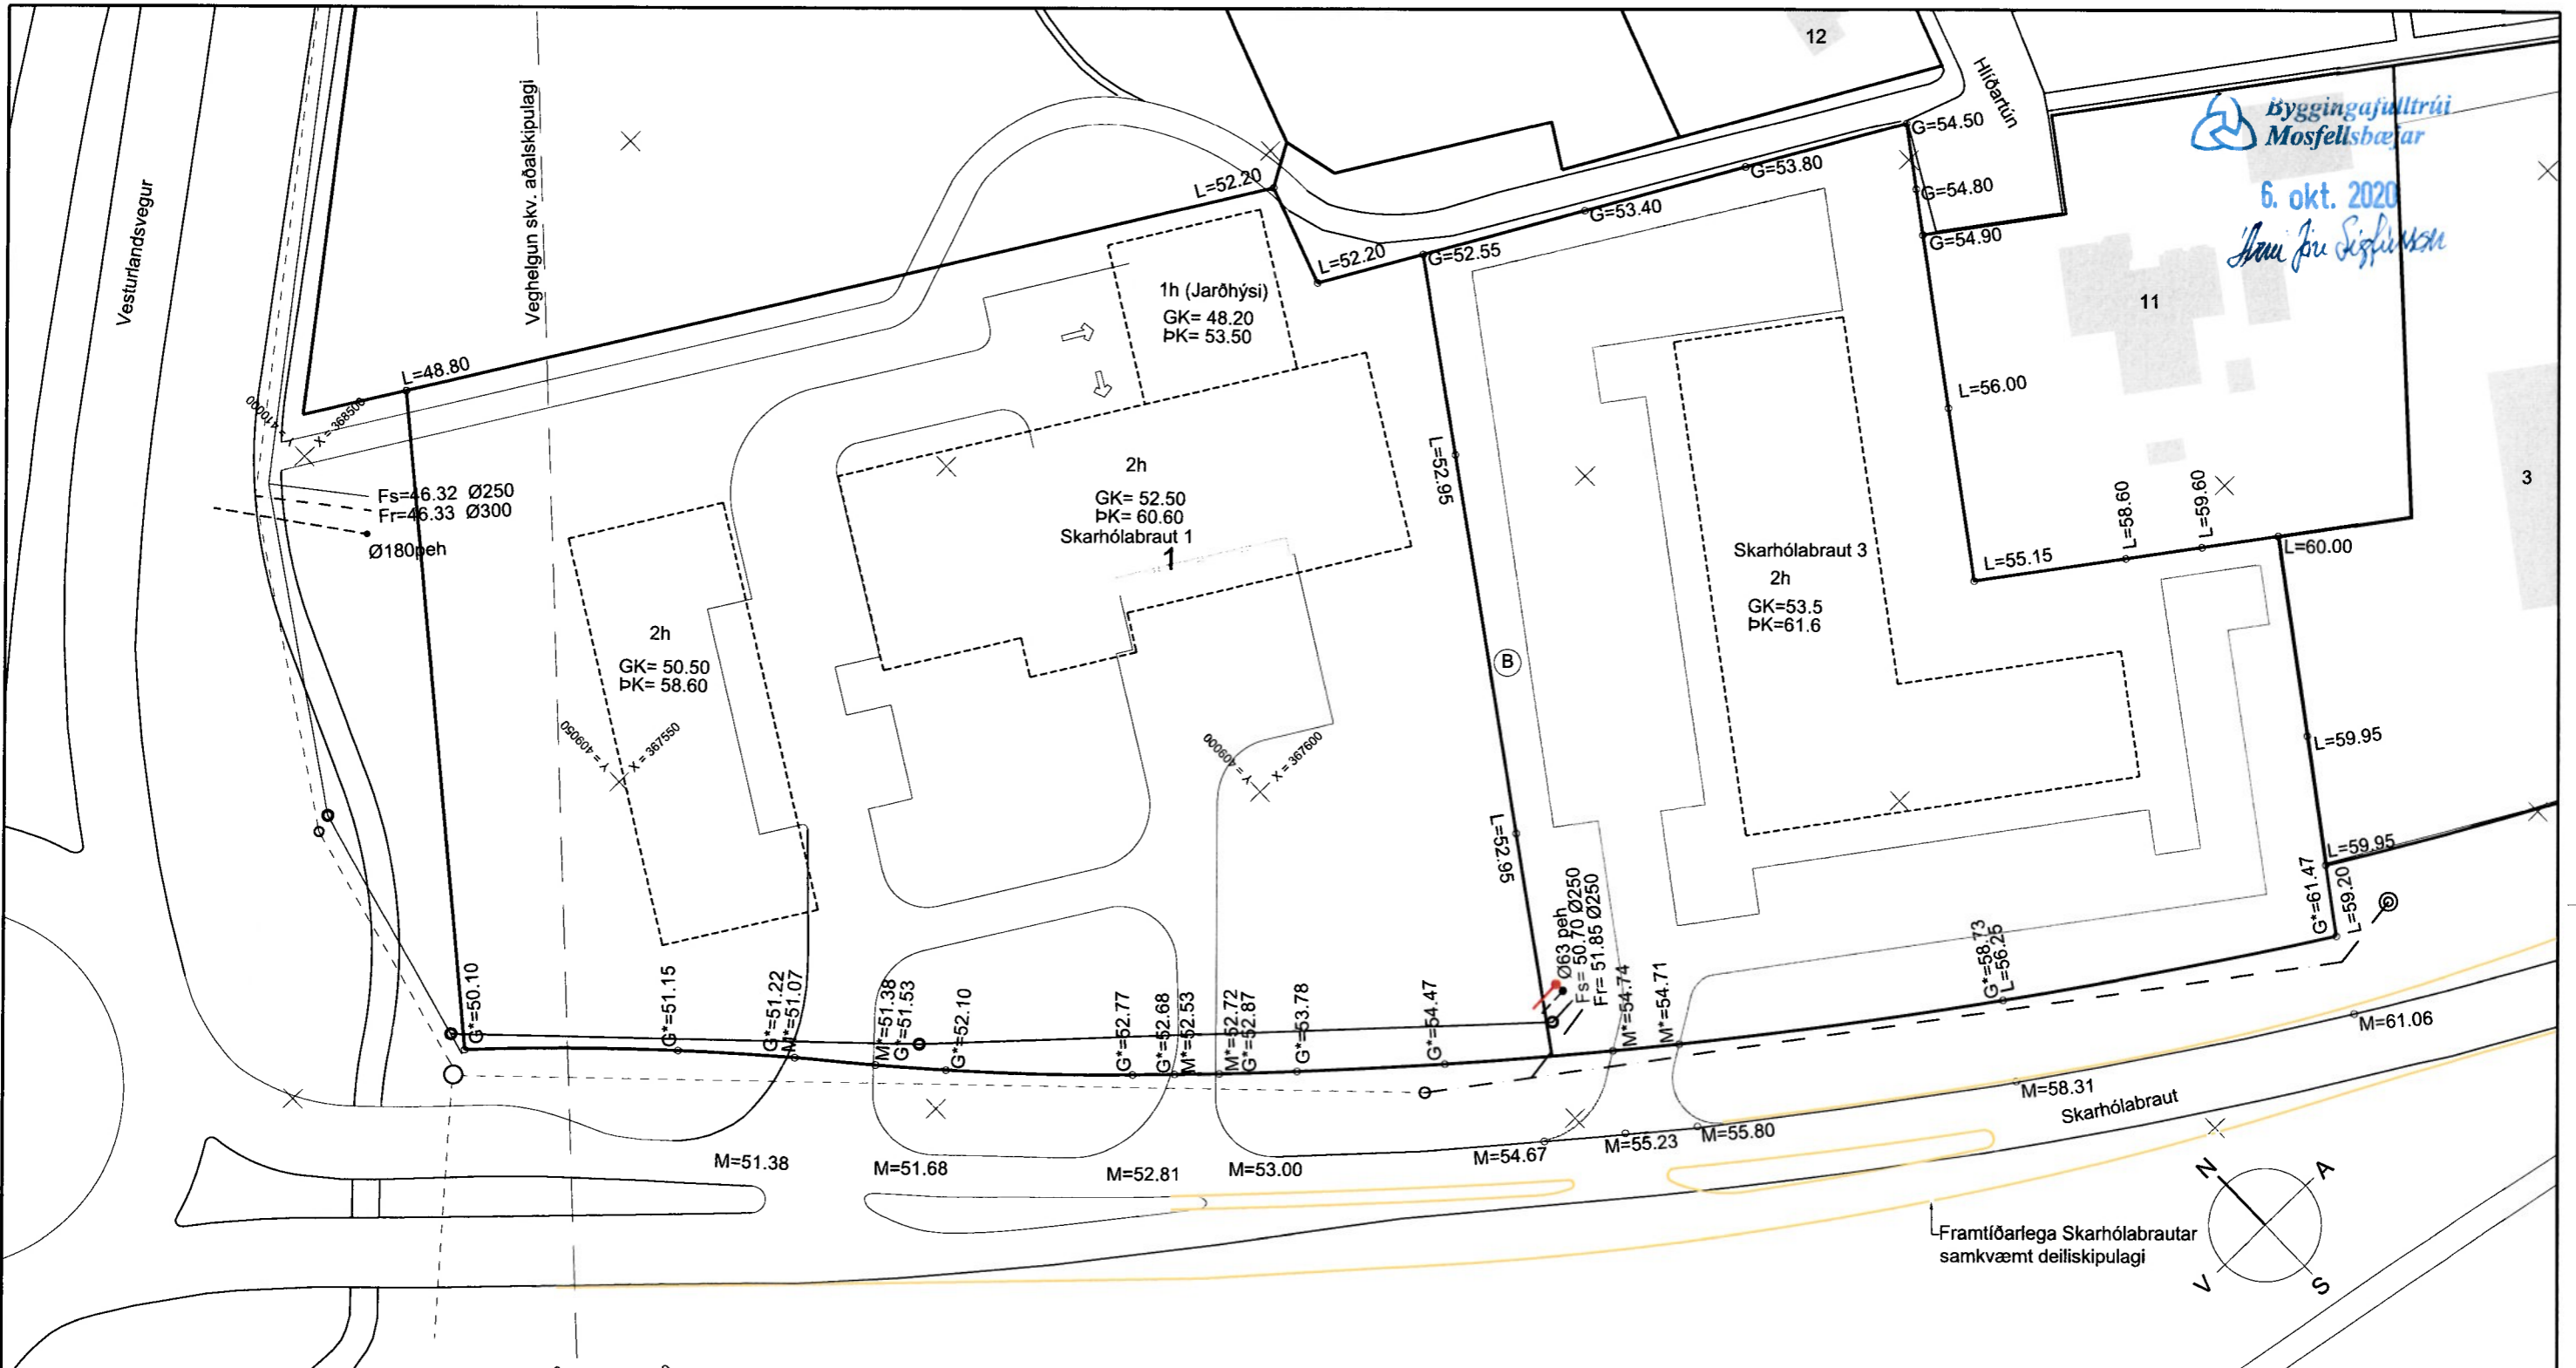 12
Hlíðartún
Byggingafulltrúi
Mosfellsbæjar
6. okt. 2020
Vesturlandsvegur
Veghelgun skv. aðalskipulagi
L=52.20
L=52.20
G=52.55
G=53.40
G=53.80
G=54.50
G=54.80
G=54.90
11
3
1h (Jarðhýsi)
GK= 48.20
ÞK= 53.50
L=48.80
Y = 410000
X = 368500
Fs=46.32 Ø250
Fr=46.33 Ø300
Ø180peh
2h
GK= 52.50
ÞK= 60.60
Skarhólabraut 1
1
L=52.95
L=56.00
L=55.15
L=58.60
L=59.60
L=60.00
Skarhólabraut 3
2h
GK=53.5
ÞK=61.6
2h
GK= 50.50
ÞK= 58.60
B
Y = 409050
X = 367550
Y = 409000
X = 367600
L=59.95
L=52.95
L=59.95
G*=61.47
L=59.20
Ø63 peh
Fs= 50.70 Ø250
Fr= 51.85 Ø250
G*=50.10
G*=51.15
G*=51.22
M*=51.07
M*=51.38
G*=51.53
G*=52.10
G*=52.77
G*=52.68
M*=52.53
M*=52.72
G*=52.87
G*=53.78
G*=54.47
M*=54.74
M*=54.71
G*=58.73
L=56.25
M=61.06
M=58.31
Skarhólabraut
M=51.38
M=51.68
M=52.81
M=53.00
M=54.67
M=55.23
M=55.80
N
A
V
S
Framtíðarlega Skarhólabrautar
samkvæmt deiliskipulagi